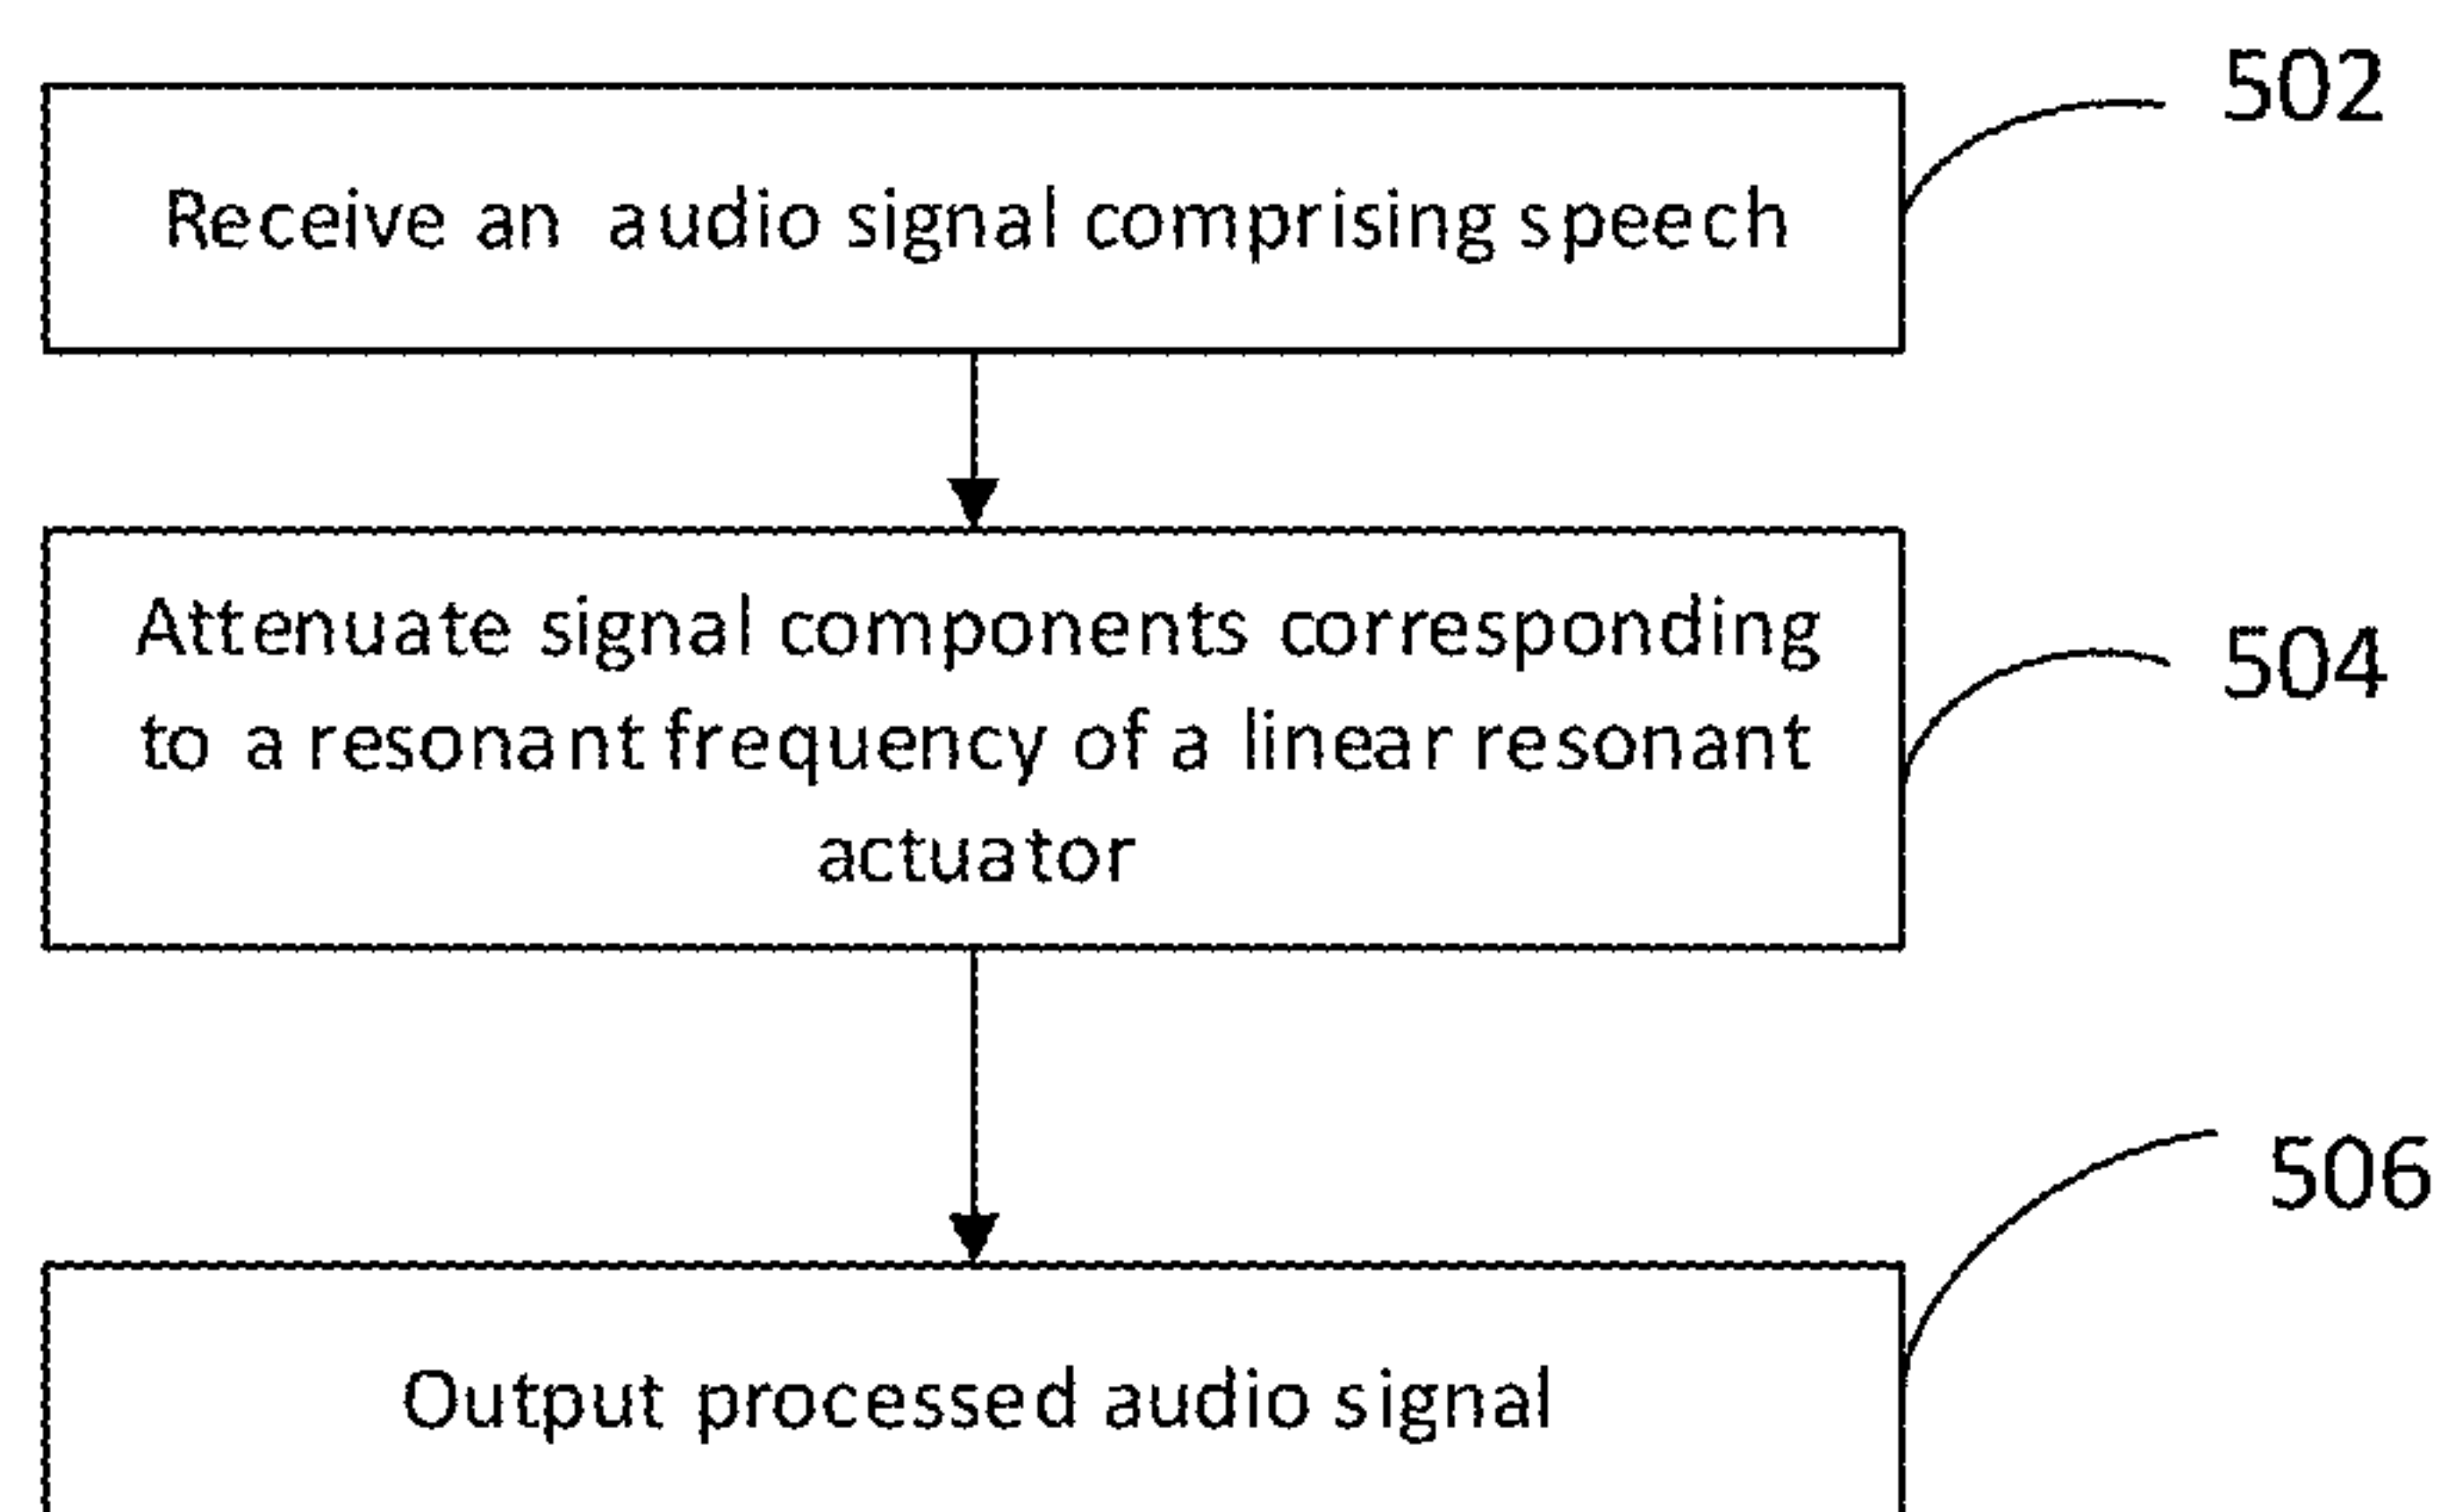 502
Receive an audio signal comprising speech
Attenuate signal components corresponding
504
to a resonant frequency of a linear resonant
actuator
506
Output processed audio signal